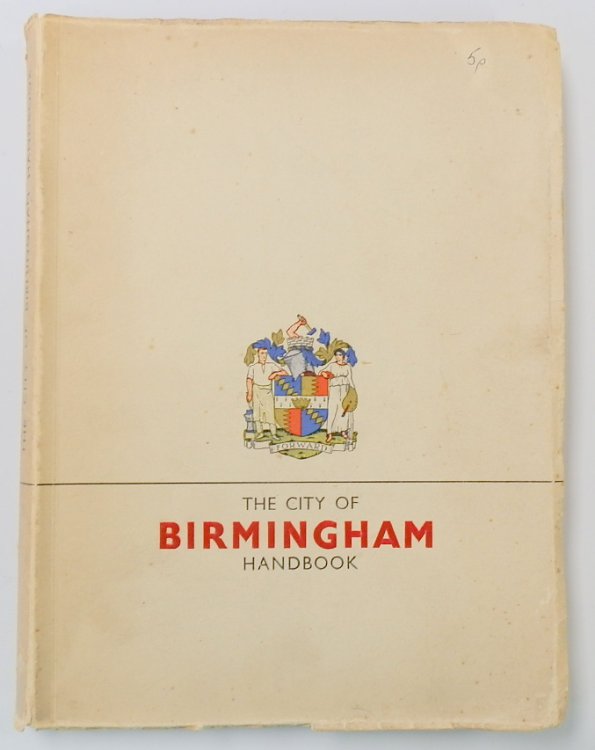 5p
FORWARD
THE CITY OF
BIRMINGHAM
HANDBOOK